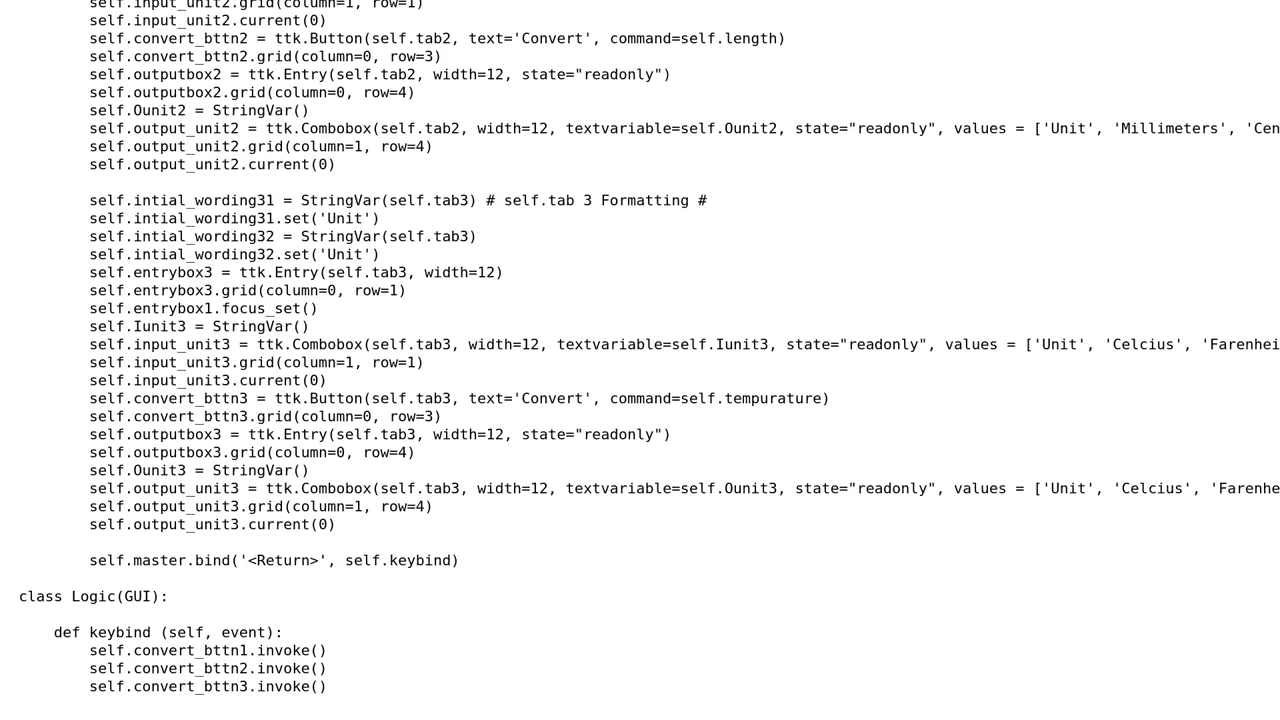 self.input_unit2.grid(column=1, row=1)
self.input_unit2.current(0)
self.convert_bttn2 = ttk.Button(self.tab2, text='Convert', command=self.length)
self.convert_bttn2.grid(column=0, row=3)
self.outputbox2 = ttk.Entry(self.tab2, width=12, state="readonly")
self.outputbox2.grid(column=0, row=4)
self.Ounit2 = StringVar()
self.output_unit2 = ttk.Combobox(self.tab2, width=12, textvariable=self.Ounit2, state="readonly", values = ['Unit', 'Millimeters', 'Cen
self.output_unit2.grid(column=1, row=4)
self.output_unit2.current(0)
self.intial_wording31 = StringVar(self.tab3) # self.tab 3 Formatting #
self.intial_wording31.set('Unit')
self.intial_wording32 = StringVar(self.tab3)
self.intial_wording32.set('Unit')
self.entrybox3 = ttk.Entry(self.tab3, width=12)
self.entrybox3.grid(column=0, row=1)
self.entrybox1.focus_set()
self.Iunit3 = StringVar()
self.input_unit3 = ttk.Combobox(self.tab3, width=12, textvariable=self.Iunit3, state="readonly", values = ['Unit', 'Celcius', 'Farenhei
self.input_unit3.grid(column=1, row=1)
self.input_unit3.current(0)
self.convert_bttn3 = ttk.Button(self.tab3, text='Convert', command=self.tempurature)
self.convert_bttn3.grid(column=0, row=3)
self.outputbox3 = ttk.Entry(self.tab3, width=12, state="readonly")
self.outputbox3.grid(column=0, row=4)
self.Ounit3 = StringVar()
self.output_unit3 = ttk.Combobox(self.tab3, width=12, textvariable=self.Ounit3, state="readonly", values = ['Unit', 'Celcius', 'Farenhe
self.output_unit3.grid(column=1, row=4)
self.output_unit3.current(0)
self.master.bind('<Return>', self.keybind)
class Logic(GUI):
def keybind (self, event):
self.convert_bttn1.invoke()
self.convert_bttn2.invoke()
self.convert_bttn3.invoke()